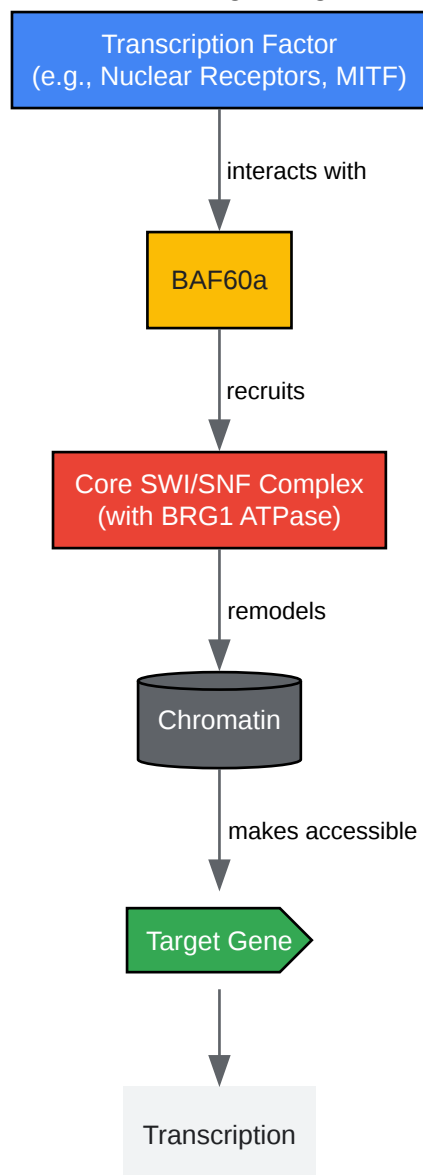 Transcription Factor
(e.g., Nuclear Receptors, MITF)
interacts with
BAF60a
recruits
Core SWI/SNF Complex
(with BRG1 ATPase)
remodels
Chromatin
makes accessible
Target Gene
Transcription